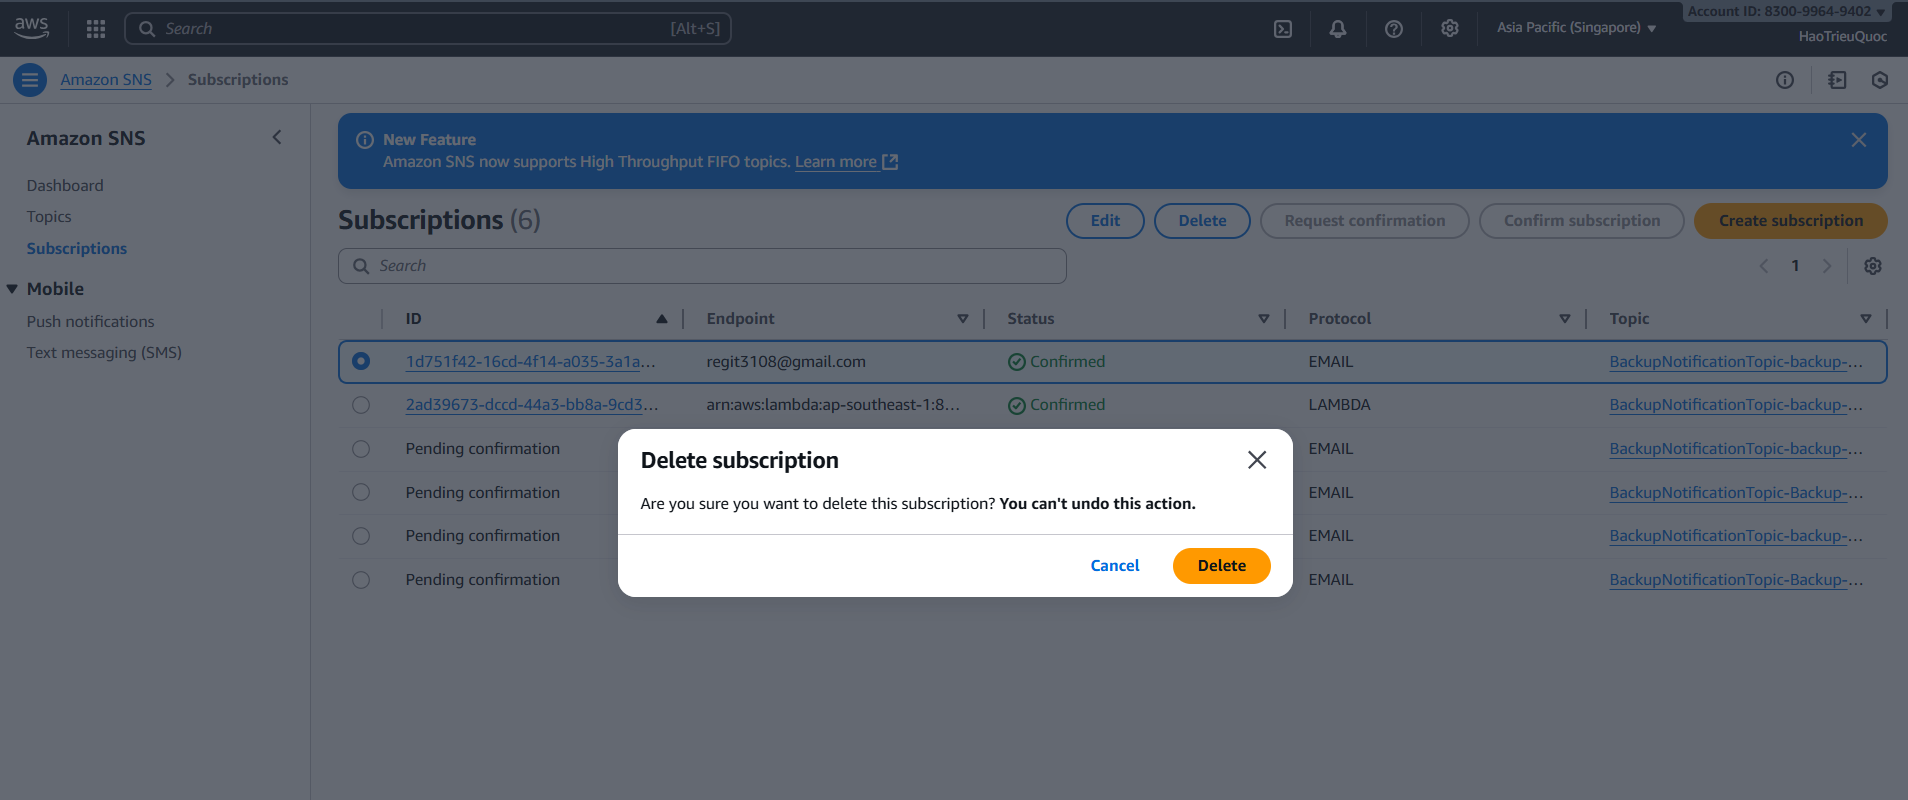 aws
Search [Alt+S]
Asia Pacific (Singapore)
Account ID: 8300-9964-9402
HaoTrieuQuoc
Amazon SNS
Subscriptions
Amazon SNS
Dashboard
Topics
Subscriptions
Mobile
Push notifications
Text messaging (SMS)
New Feature
Amazon SNS now supports High Throughput FIFO topics. Learn more
Subscriptions (6)
Edit
Delete
Request confirmation
Confirm subscription
Create subscription
Search
1
ID Endpoint Status Protocol Topic
1d751f42-16cd-4f14-a035-3a1a... regit3108@gmail.com Confirmed EMAIL BackupNotificationTopic-backup-...
2ad39673-dccd-44a3-bb8a-9cd3... arn:aws:lambda:ap-southeast-1:8... Confirmed LAMBDA BackupNotificationTopic-backup-...
Pending confirmation EMAIL BackupNotificationTopic-backup-...
Pending confirmation EMAIL BackupNotificationTopic-Backup-...
Pending confirmation EMAIL BackupNotificationTopic-backup-...
Pending confirmation EMAIL BackupNotificationTopic-Backup-...
Delete subscription
Are you sure you want to delete this subscription? You can't undo this action.
Cancel
Delete